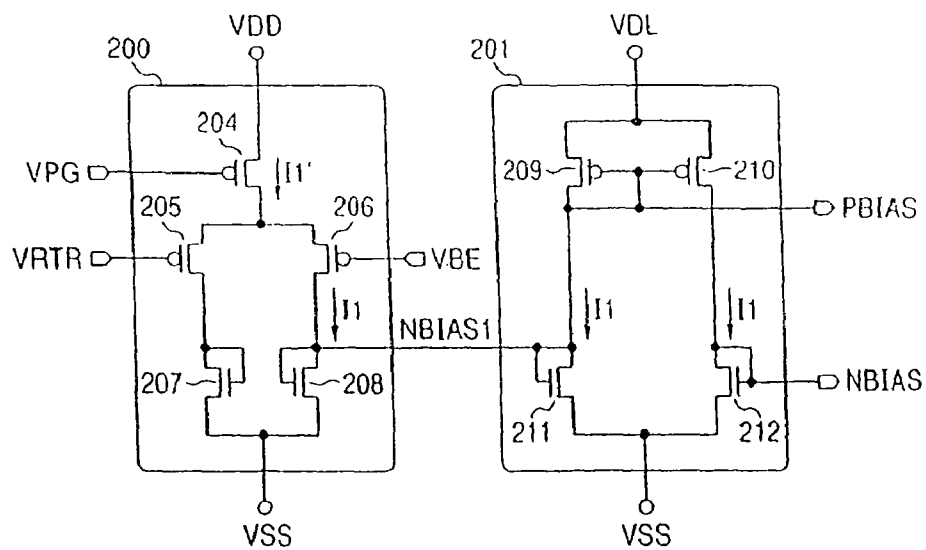 VDD
VDL
200
201
204
VPG
I1'
209
210
205
206
PBIAS
VRTR
VBE
I1
NBIAS1
I1
I1
207
208
NBIAS
211
212
VSS
VSS